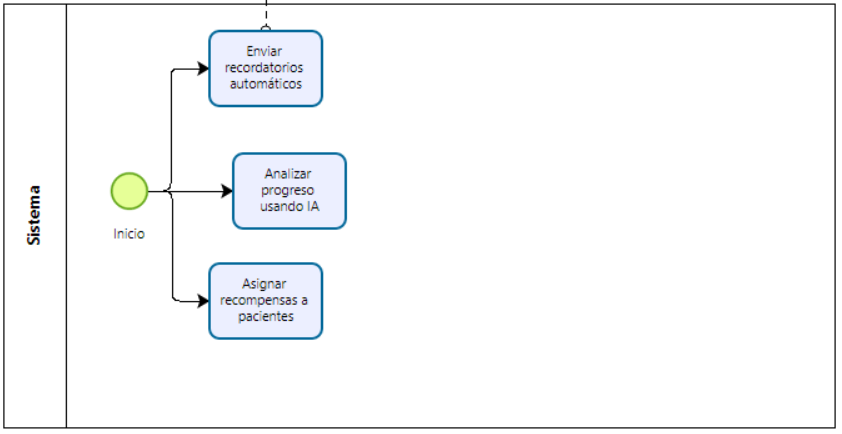 Sistema
Inicio
Enviar
recordatorios
automáticos
Analizar
progreso
usando IA
Asignar
recompensas a
pacientes